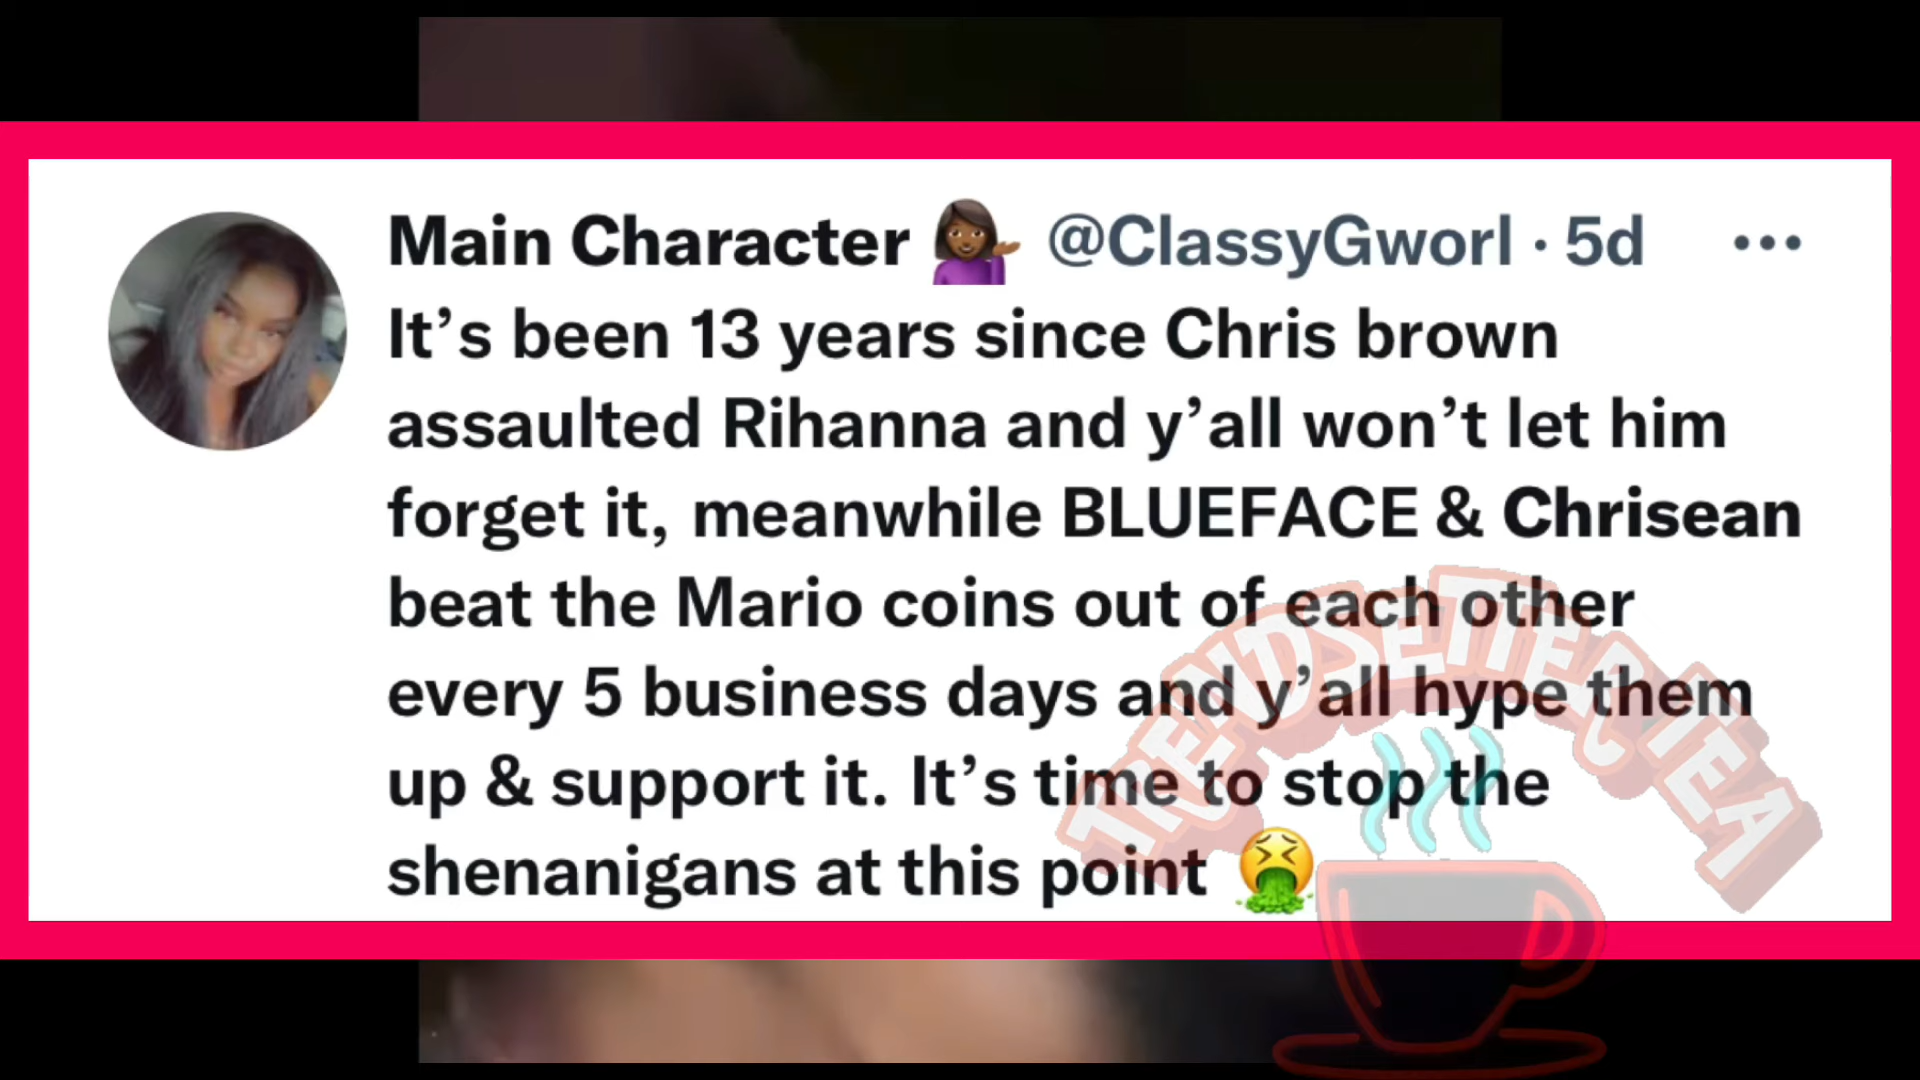 Main Character 💁🏾‍♀️ @ClassyGworl · 5d ...
It’s been 13 years since Chris brown
assaulted Rihanna and y’all won’t let him
forget it, meanwhile BLUEFACE & Chrisean
beat the Mario coins out of each other
every 5 business days and y’all hype them
up & support it. It’s time to stop the
shenanigans at this point 🤮
TRENDSETTER TEA